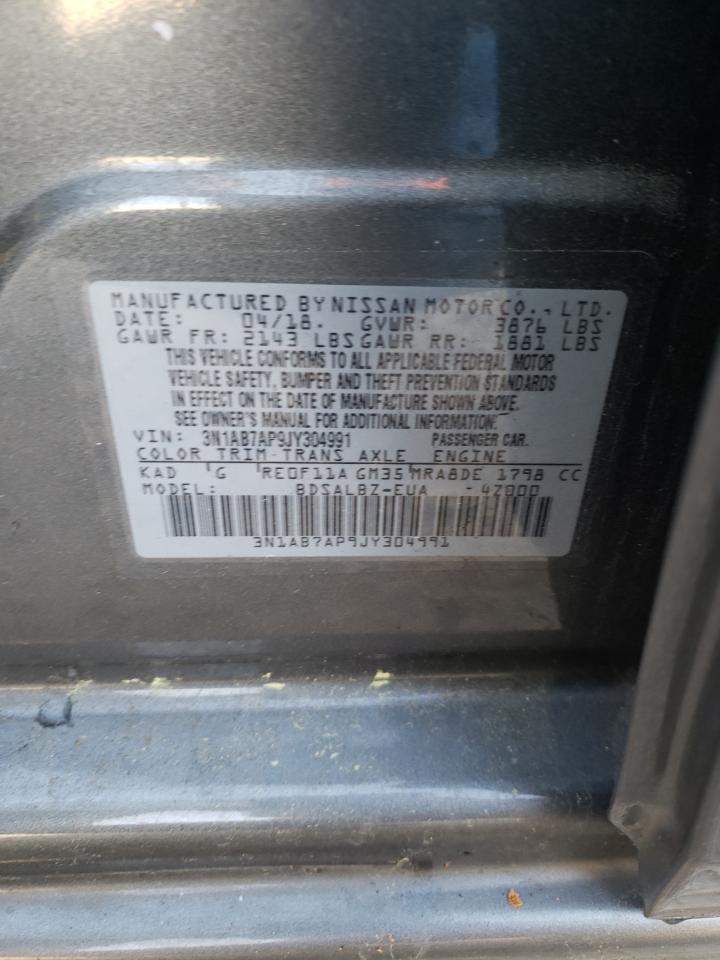 MANUFACTURED BY NISSAN MOTOR CO., LTD.
DATE: 04/18. GVWR: 3876 LBS
GAWR FR: 2143 LBS GAWR RR: 1881 LBS
THIS VEHICLE CONFORMS TO ALL APPLICABLE FEDERAL MOTOR
VEHICLE SAFETY, BUMPER AND THEFT PREVENTION STANDARDS
IN EFFECT ON THE DATE OF MANUFACTURE SHOWN ABOVE.
SEE OWNER'S MANUAL FOR ADDITIONAL INFORMATION.
VIN: 3N1AB7AP9JY304991 PASSENGER CAR.
COLOR TRIM-TRANS AXLE ENGINE
KAD 'G 'RE0F11A GM35 'MRA8DE 1798 CC
MODEL: BDSALBZ-EUA -4Z000
3N1AB7AP9JY304991